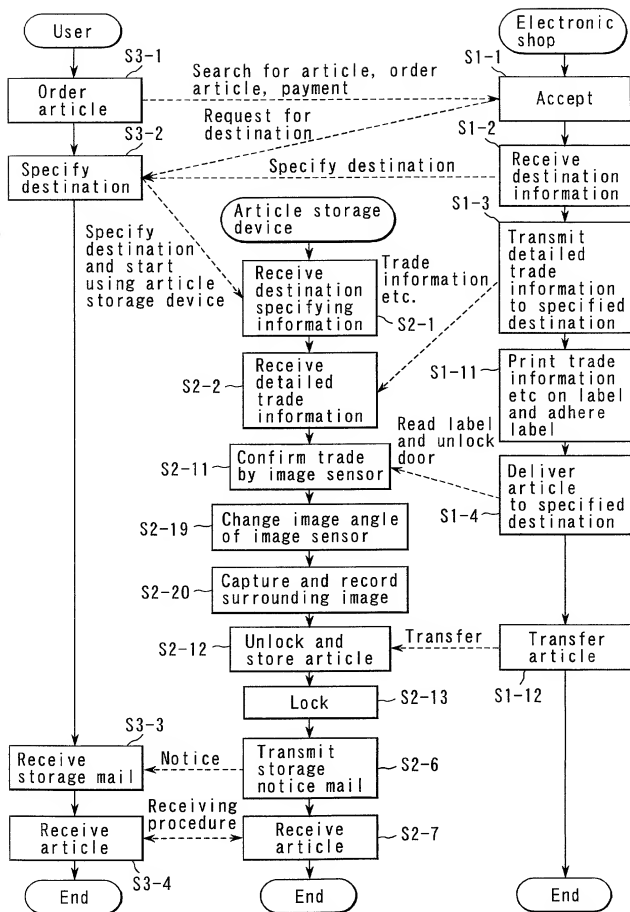 User
Electronic
shop
S3-1
S1-1
Order
article
Search for article, order
article, payment
Accept
S3-2
Request for
destination
S1-2
Specify
destination
Specify destination
Receive
destination
information
S1-3
Specify
destination
and start
using article
storage device
Article storage
device
Trade
information
etc.
Transmit
detailed
trade
information
to specified
destination
Receive
destination
specifying
information
S2-1
S1-11
S2-2
Receive
detailed
trade
information
Print trade
information
etc on label
and adhere
label
Read label
and unlock
door
S2-11
Confirm trade
by image sensor
S1-4
Deliver
article
to specified
destination
S2-19
Change image angle
of image sensor
S2-20
Capture and record
surrounding image
S2-12
Unlock and
store article
Transfer
Transfer
article
S1-12
Lock
S2-13
S3-3
Receive
storage mail
Notice
Transmit
storage
notice mail
S2-6
Receiving
procedure
Receive
article
S3-4
Receive
article
S2-7
End
End
End